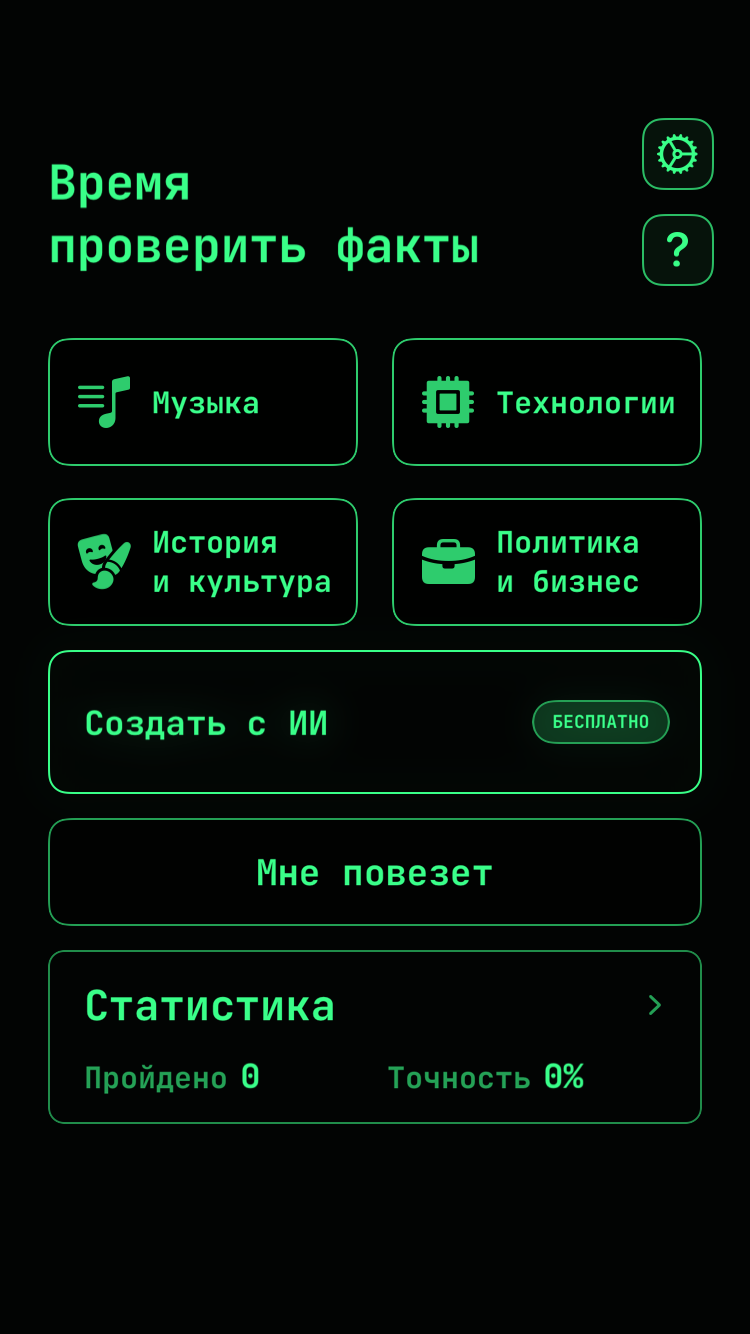 Время
проверить факты
?
Музыка
Технологии
История
и культура
Политика
и бизнес
Создать с ИИ
БЕСПЛАТНО
Мне повезет
Статистика
Пройдено 0
Точность 0%